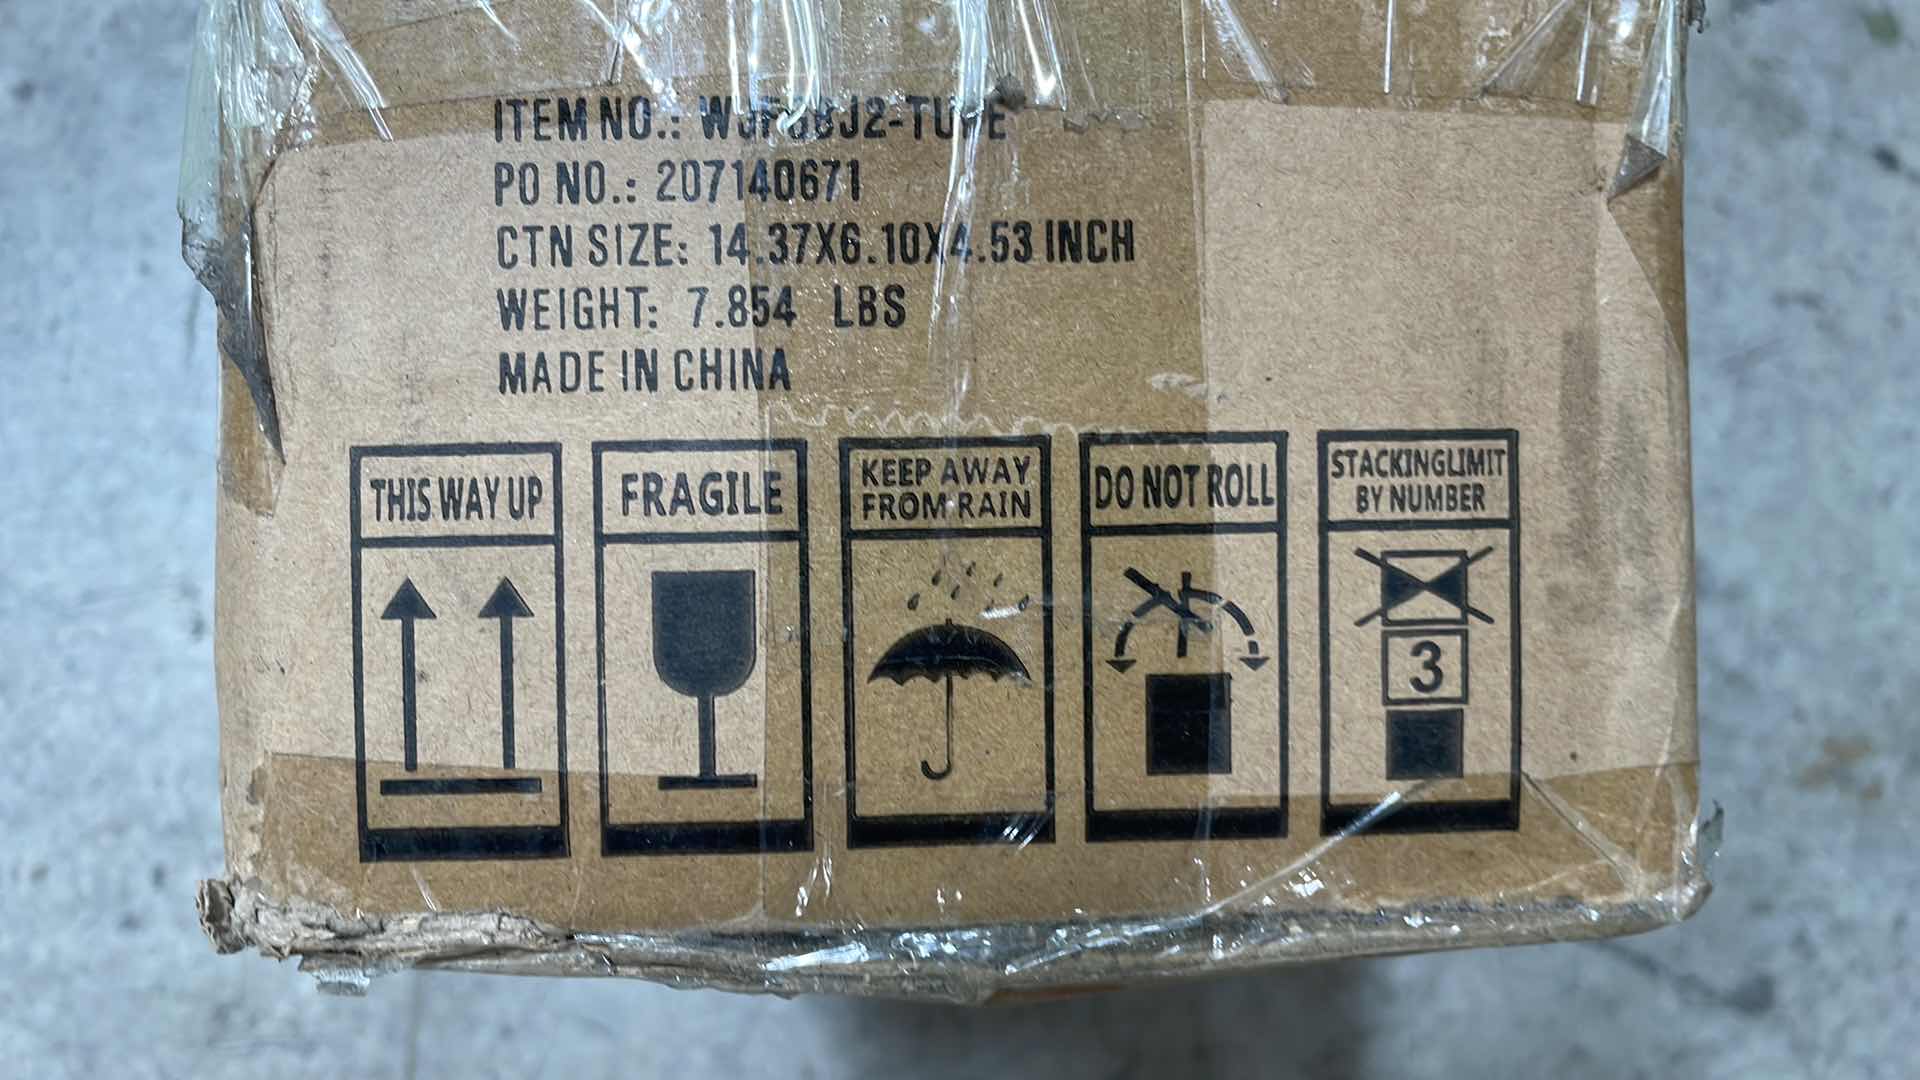 ITEM NO.:
PO NO.: 207140671
CTN SIZE: 14.37X6.10X4.53 INCH
WEIGHT: 7.854 LBS
MADE IN CHINA
THIS WAY UP
FRAGILE
KEEP AWAY
FROM RAIN
DO NOT ROLL
STACKINGLIMIT
BY NUMBER
3